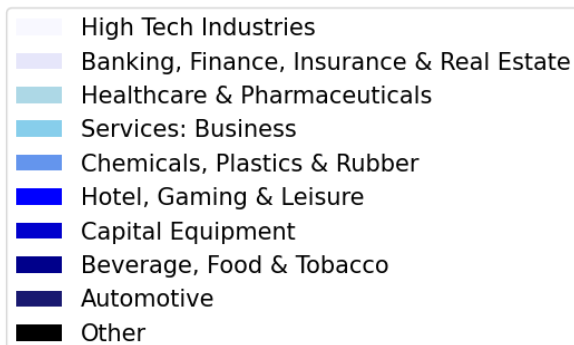 High Tech Industries
Banking, Finance, Insurance & Real Estate
Healthcare & Pharmaceuticals
Services: Business
Chemicals, Plastics & Rubber
Hotel, Gaming & Leisure
Capital Equipment
Beverage, Food & Tobacco
Automotive
Other